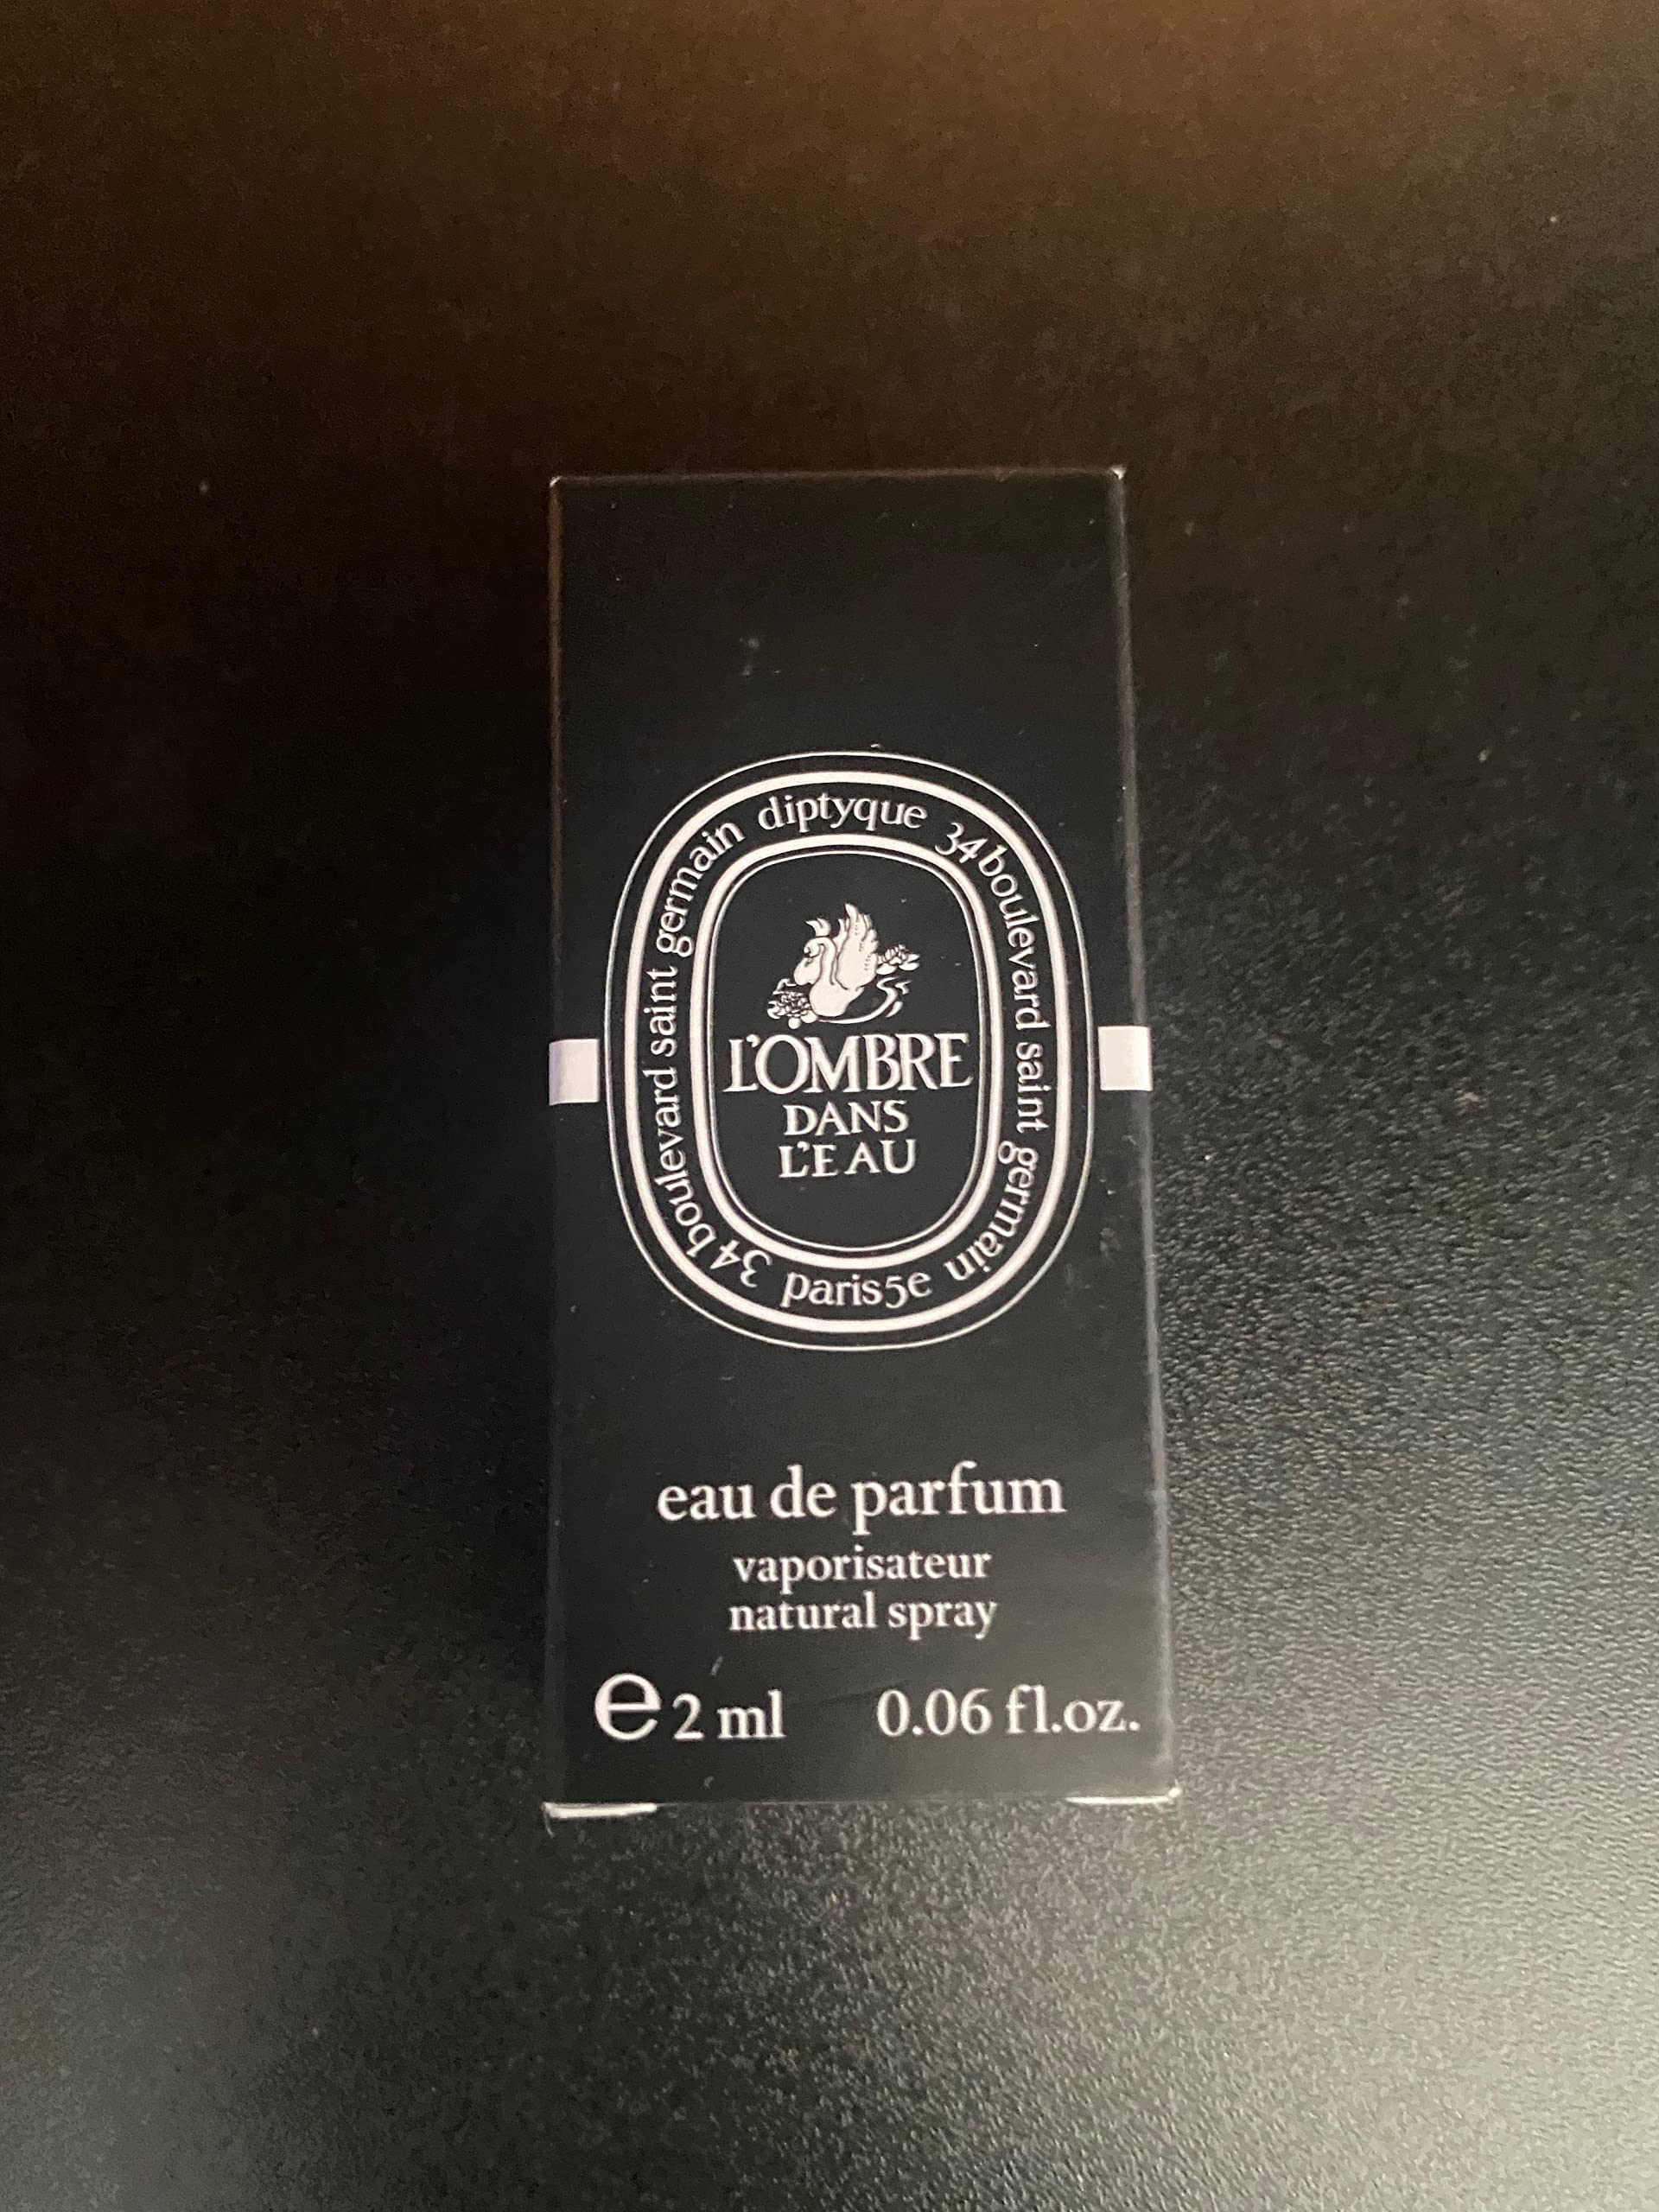 diptyque 34 boulevard saint germain paris 5e 34 boulevard saint germain
L'OMBRE
DANS
L'EAU
eau de parfum
vaporisateur
natural spray
e 2 ml 0.06 fl.oz.